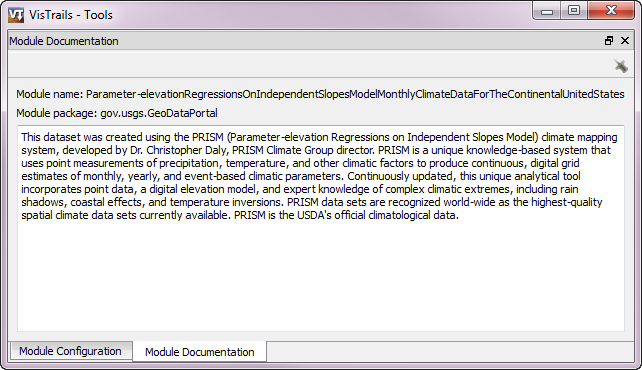 VisTrails - Tools
Module Documentation
Module name: Parameter-elevationRegressionsOnIndependentSlopesModelMonthlyClimateDataForTheContinentalUnitedStates
Module package: gov.usgs.GeoDataPortal
This dataset was created using the PRISM (Parameter-elevation Regressions on Independent Slopes Model) climate mapping
system, developed by Dr. Christopher Daly, PRISM Climate Group director. PRISM is a unique knowledge-based system that
uses point measurements of precipitation, temperature, and other climatic factors to produce continuous, digital grid
estimates of monthly, yearly, and event-based climatic parameters. Continuously updated, this unique analytical tool
incorporates point data, a digital elevation model, and expert knowledge of complex climatic extremes, including rain
shadows, coastal effects, and temperature inversions. PRISM data sets are recognized world-wide as the highest-quality
spatial climate data sets currently available. PRISM is the USDA's official climatological data.
Module Configuration Module Documentation